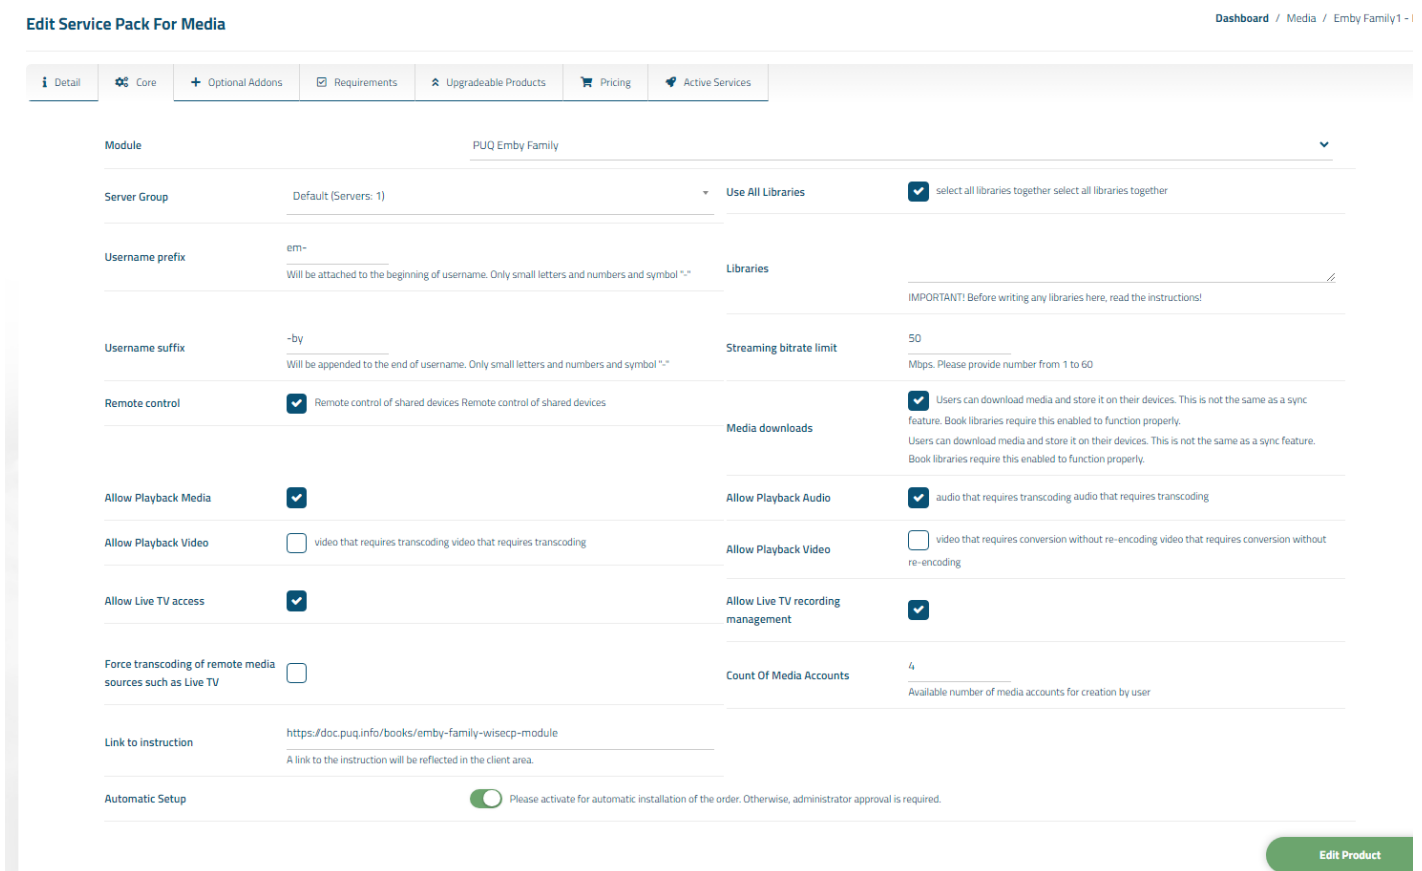 Edit Service Pack For Media
Dashboard / Media / Emby Family1 -
Detail
Core
Optional Addons
Requirements
Upgradeable Products
Pricing
Active Services
Module
PUQ Emby Family
Server Group
Default (Servers: 1)
Use All Libraries
select all libraries together select all libraries together
Username prefix
em-
Will be attached to the beginning of username. Only small letters and numbers and symbol "-"
Libraries
IMPORTANT! Before writing any libraries here, read the instructions!
Username suffix
-by
Will be appended to the end of username. Only small letters and numbers and symbol "-"
Streaming bitrate limit
50
Mbps. Please provide number from 1 to 60
Remote control
Remote control of shared devices Remote control of shared devices
Media downloads
Users can download media and store it on their devices. This is not the same as a sync
feature. Book libraries require this enabled to function properly.
Users can download media and store it on their devices. This is not the same as a sync feature.
Book libraries require this enabled to function properly.
Allow Playback Media
Allow Playback Audio
audio that requires transcoding audio that requires transcoding
Allow Playback Video
video that requires transcoding video that requires transcoding
Allow Playback Video
video that requires conversion without re-encoding video that requires conversion without
re-encoding
Allow Live TV access
Allow Live TV recording
management
Force transcoding of remote media
sources such as Live TV
Count Of Media Accounts
4
Available number of media accounts for creation by user
Link to instruction
https://doc.puq.info/books/emby-family-wisecp-module
A link to the instruction will be reflected in the client area.
Automatic Setup
Please activate for automatic installation of the order. Otherwise, administrator approval is required.
Edit Product